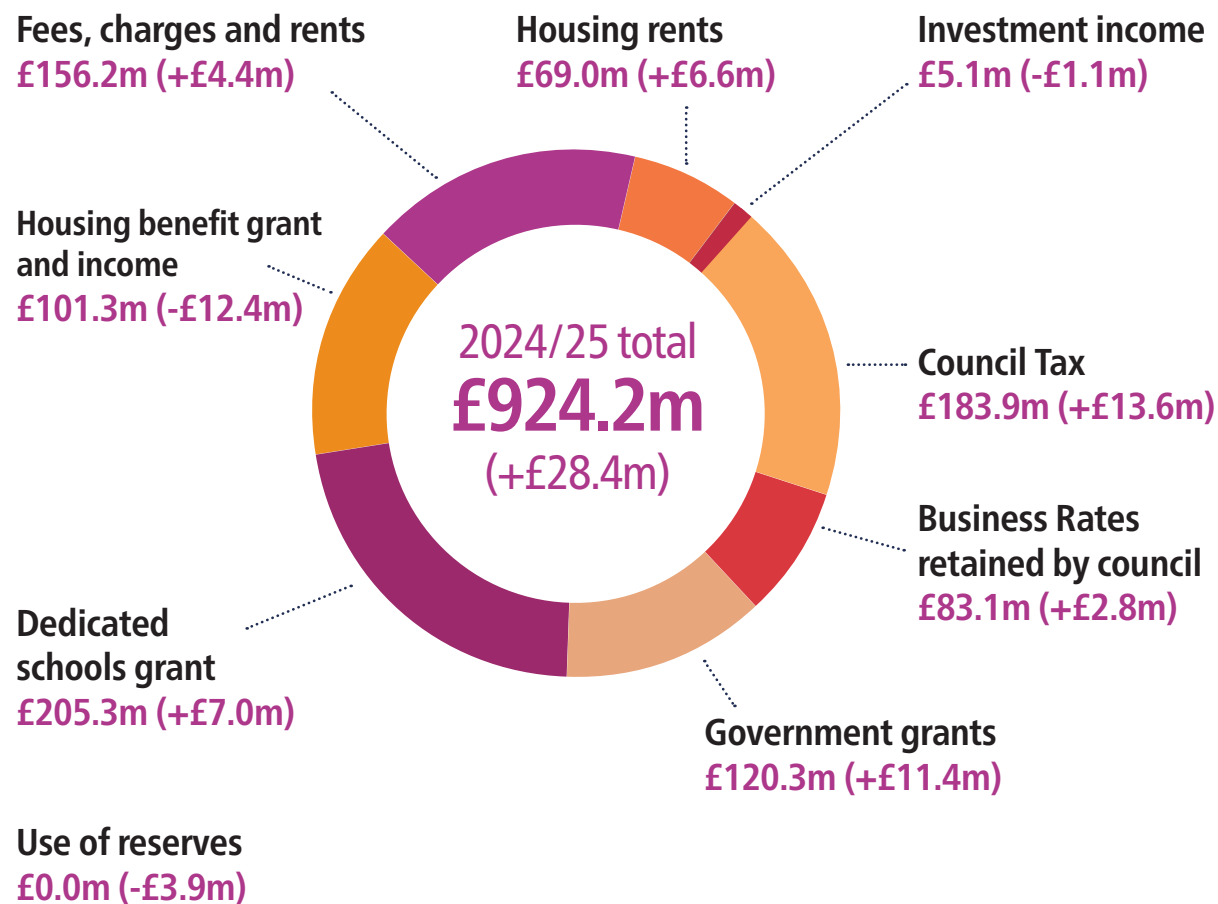 Fees, charges and rents
£156.2m (+£4.4m)
Housing rents
£69.0m (+£6.6m)
Investment income
£5.1m (-£1.1m)
Housing benefit grant
and income
£101.3m (-£12.4m)
2024/25 total
£924.2m
(+£28.4m)
Council Tax
£183.9m (+£13.6m)
Business Rates
retained by council
£83.1m (+£2.8m)
Dedicated
schools grant
£205.3m (+£7.0m)
Government grants
£120.3m (+£11.4m)
Use of reserves
£0.0m (-£3.9m)